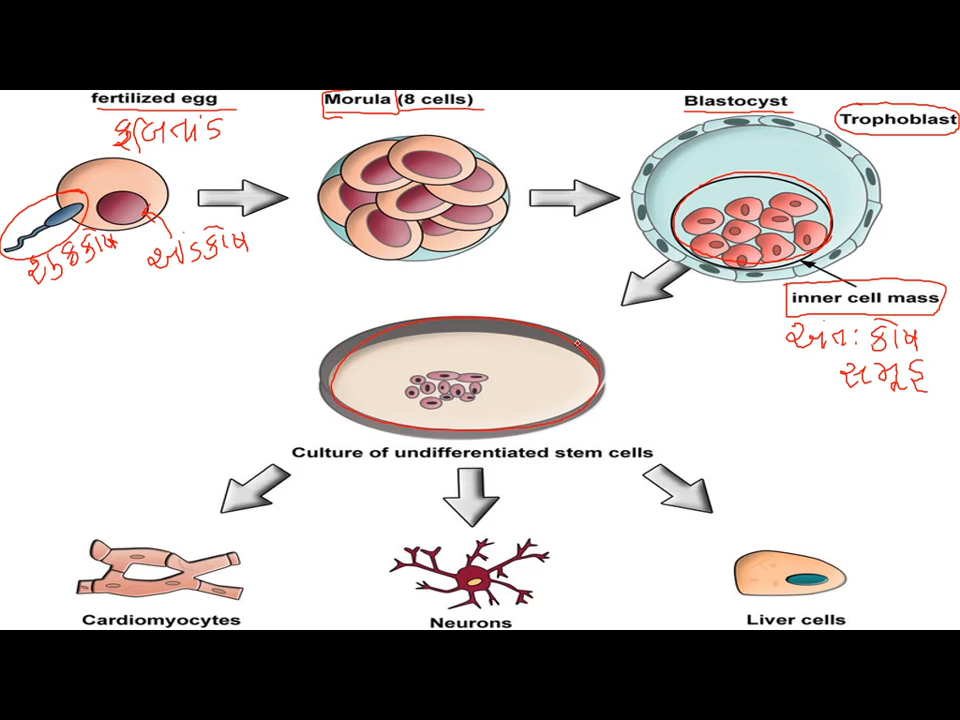 fertilized egg
ફલિતાંડ
શુક્રકોષ
અંડકોષ
Morula (8 cells)
Blastocyst
Trophoblast
inner cell mass
અંતઃ કોષ
સમૂહ
Culture of undifferentiated stem cells
Cardiomyocytes
Neurons
Liver cells